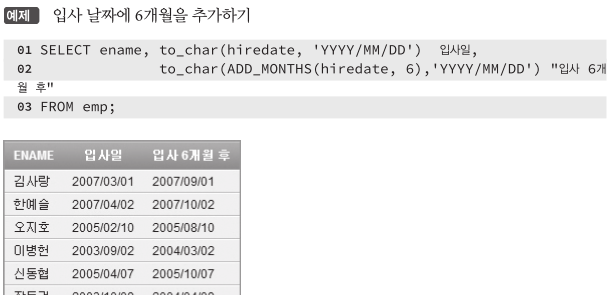 예제 입사 날짜에 6개월을 추가하기
01 SELECT ename, to_char(hiredate, 'YYYY/MM/DD') 입사일,
02 to_char(ADD_MONTHS(hiredate, 6),'YYYY/MM/DD') "입사 6개
월 후"
03 FROM emp;
ENAME 입사일 입사 6개월 후
김사랑 2007/03/01 2007/09/01
한예슬 2007/04/02 2007/10/02
오지호 2005/02/10 2005/08/10
이병헌 2003/09/02 2004/03/02
신동협 2005/04/07 2005/10/07